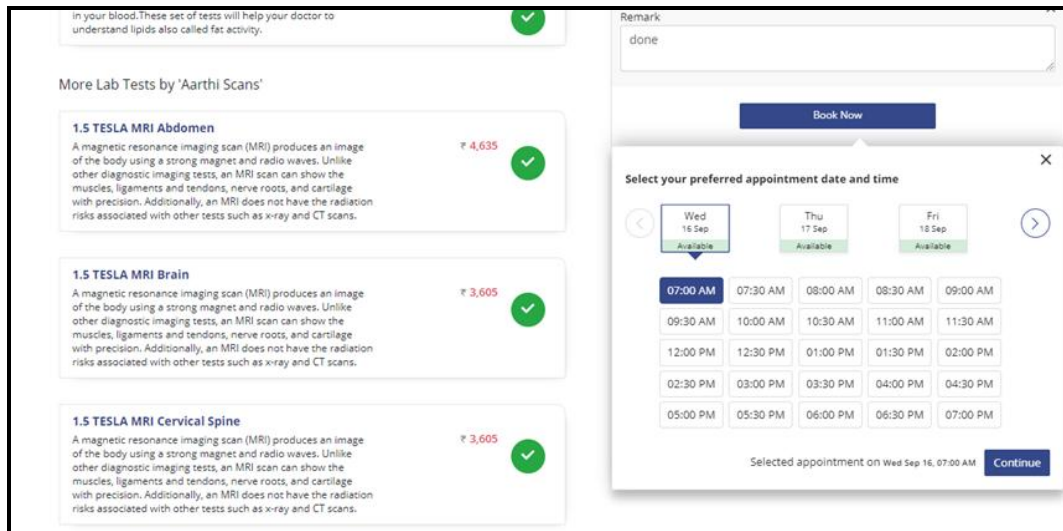 in your blood.These set of tests will help your doctor to
understand lipids also called fat activity.
More Lab Tests by 'Aarthi Scans'
1.5 TESLA MRI Abdomen
₹ 4,635
A magnetic resonance imaging scan (MRI) produces an image
of the body using a strong magnet and radio waves. Unlike
other diagnostic imaging tests, an MRI scan can show the
muscles, ligaments and tendons, nerve roots, and cartilage
with precision. Additionally, an MRI does not have the radiation
risks associated with other tests such as x-ray and CT scans.
1.5 TESLA MRI Brain
₹ 3,605
A magnetic resonance imaging scan (MRI) produces an image
of the body using a strong magnet and radio waves. Unlike
other diagnostic imaging tests, an MRI scan can show the
muscles, ligaments and tendons, nerve roots, and cartilage
with precision. Additionally, an MRI does not have the radiation
risks associated with other tests such as x-ray and CT scans.
1.5 TESLA MRI Cervical Spine
₹ 3,605
A magnetic resonance imaging scan (MRI) produces an image
of the body using a strong magnet and radio waves. Unlike
other diagnostic imaging tests, an MRI scan can show the
muscles, ligaments and tendons, nerve roots, and cartilage
with precision. Additionally, an MRI does not have the radiation
risks associated with other tests such as x-ray and CT scans.
Remark
done
Book Now
Select your preferred appointment date and time
Wed
16 Sep
Available
Thu
17 Sep
Available
Fri
18 Sep
Available
07:00 AM 07:30 AM 08:00 AM 08:30 AM 09:00 AM
09:30 AM 10:00 AM 10:30 AM 11:00 AM 11:30 AM
12:00 PM 12:30 PM 01:00 PM 01:30 PM 02:00 PM
02:30 PM 03:00 PM 03:30 PM 04:00 PM 04:30 PM
05:00 PM 05:30 PM 06:00 PM 06:30 PM 07:00 PM
Selected appointment on Wed Sep 16, 07:00 AM Continue